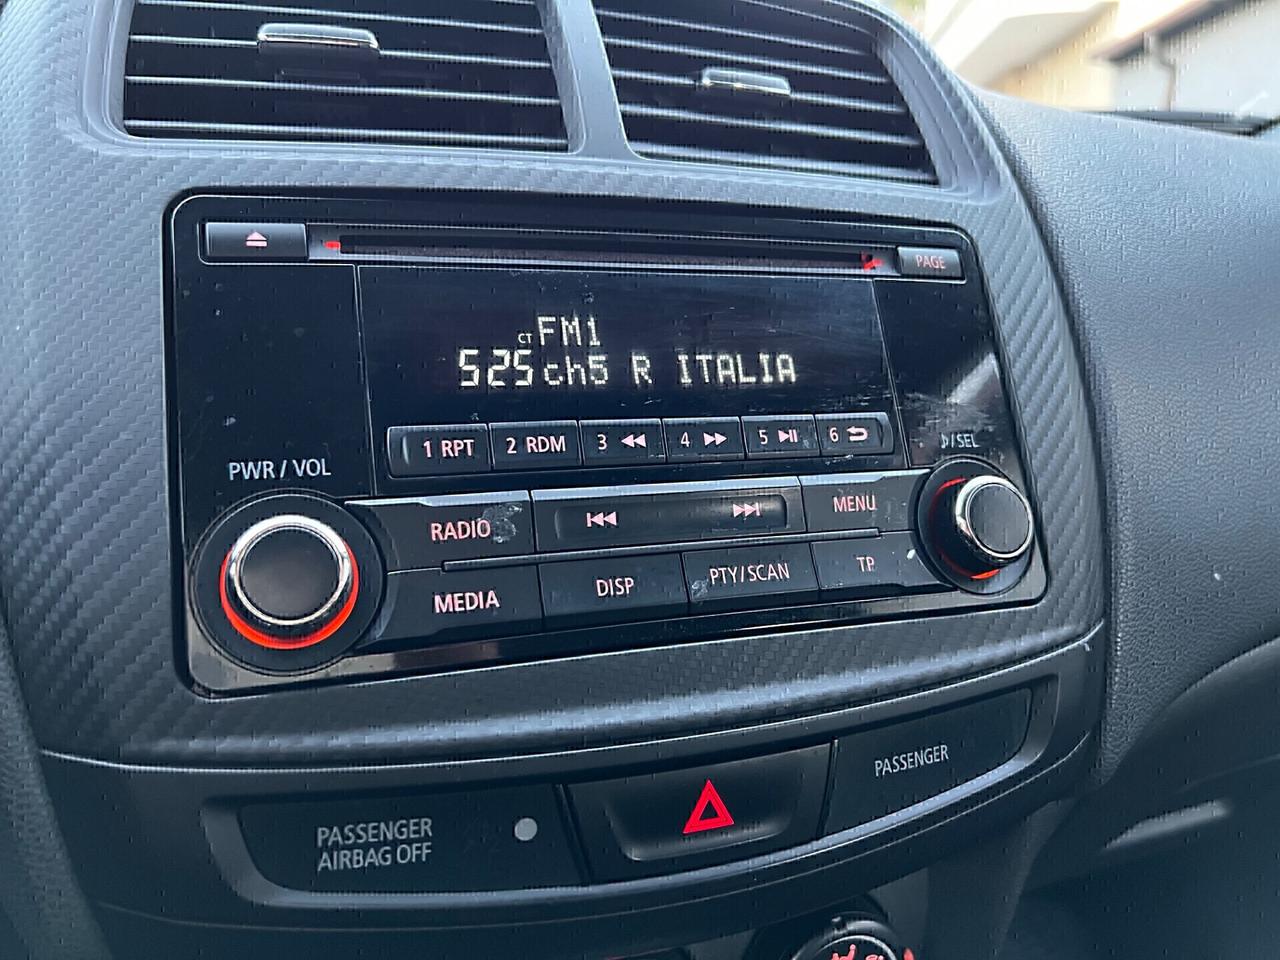 PAGE
CT FM1
525 ch5 R ITALIA
1 RPT 2 RDM 3 4 5 6
PWR / VOL
/SEL
RADIO
MENU
MEDIA
DISP
PTY/SCAN
TP
PASSENGER
AIRBAG OFF
PASSENGER